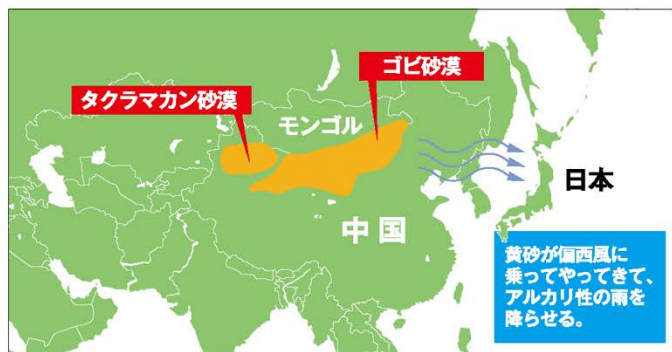 ゴビ砂漠
タクラマカン砂漠
モンゴル
日本
中国
黄砂が偏西風に
乗ってやってきて、
アルカリ性の雨を
降らせる。